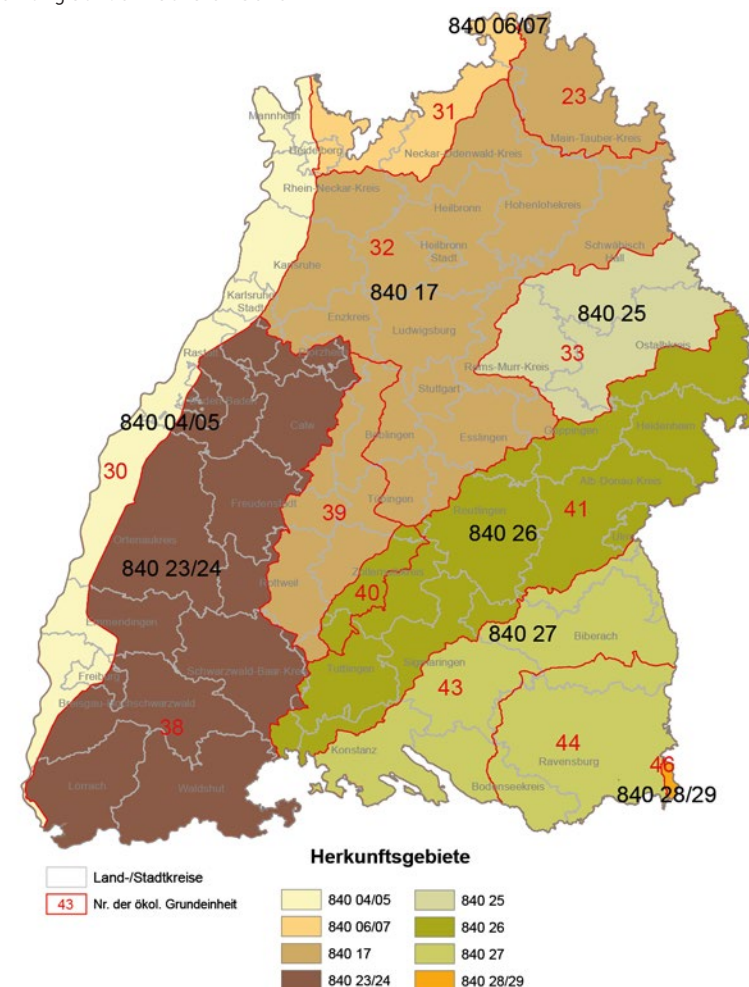 840 06/07
23
31
Main-Tauber-Kreis
Mannheim
Heidelberg
Neckar-Odenwald-Kreis
Rhein-Neckar-Kreis
Heilbronn
Hohenlohekreis
32
Heilbronn
Stadt
Schwäbisch
Hall
Karlsruhe
840 17
Karlsruhe
Stadt
840 25
Enzkreis
Ludwigsburg
Ostalbkreis
Rastatt
Pforzheim
33
Rems-Murr-Kreis
Stuttgart
Baden-Baden
840 04/05
Calw
Böblingen
Esslingen
Göppingen
Heidenheim
30
Alb-Donau-Kreis
Freudenstadt
Tübingen
39
Reutlingen
41
840 26
Ulm
Ortenaukreis
840 23/24
Rottweil
Zollernalbkreis
40
Emmendingen
840 27
Biberach
Schwarzwald-Baar-Kreis
Tuttlingen
Sigmaringen
Freiburg
43
Breisgau-Hochschwarzwald
38
44
Konstanz
Ravensburg
46
Lörrach
Waldshut
Bodenseekreis
840 28/29
Herkunftsgebiete
Land-/Stadtkreise
43 Nr. der ökol. Grundeinheit
840 04/05
840 06/07
840 17
840 23/24
840 25
840 26
840 27
840 28/29